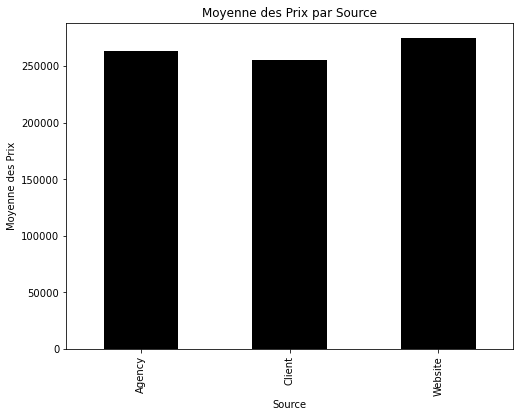 Moyenne des Prix par Source
Moyenne des Prix
250000
200000
150000
100000
50000
0
Agency
Client
Website
Source